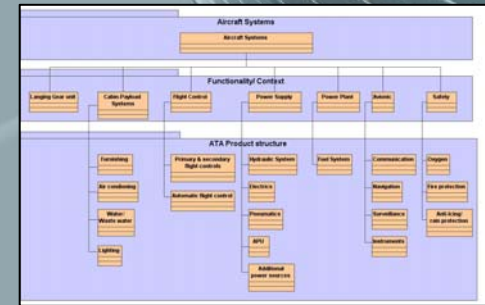 Aircraft Systems
Aircraft Systems
Functionality/ Context
Langing Gear unit
Cabin Payload
Systems
Flight Control
Power Supply
Power Plant
Avionic
Safety
ATA Product structure
Furnishing
Primary & secondary
flight-controls
Hydraulic System
Fuel System
Communication
Oxygen
Air condioning
Automatic flight control
Electrics
Navigation
Fire protection
Water/
Waste water
Pneumatics
Surveillance
Anti-icing/
rain protection
Lighting
APU
Instruments
Additional
power sources